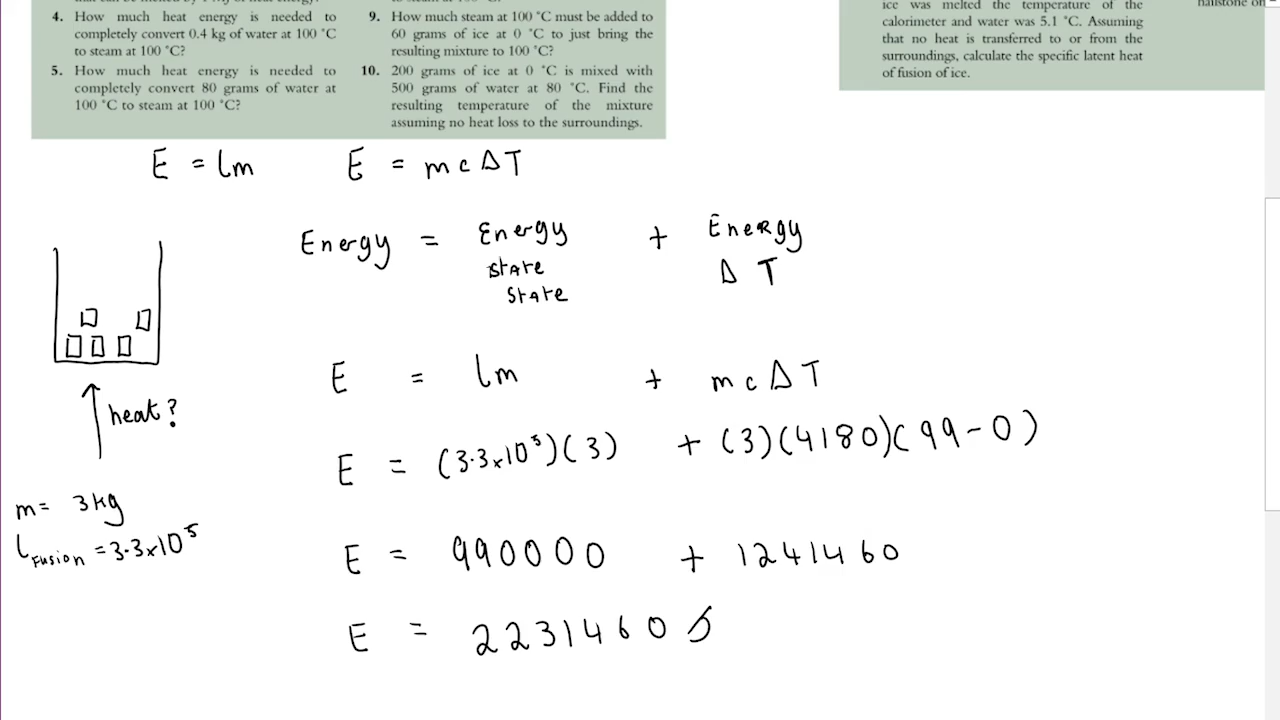 4. How much heat energy is needed to
completely convert 0.4 kg of water at 100 °C
to steam at 100 °C?
5. How much heat energy is needed to
completely convert 80 grams of water at
100 °C to steam at 100 °C?
9. How much steam at 100 °C must be added to
60 grams of ice at 0 °C to just bring the
resulting mixture to 100 °C?
10. 200 grams of ice at 0 °C is mixed with
500 grams of water at 80 °C. Find the
resulting temperature of the mixture
assuming no heat loss to the surroundings.
ice was melted the temperature of the
calorimeter and water was 5.1 °C. Assuming
that no heat is transferred to or from the
surroundings, calculate the specific latent heat
of fusion of ice.
hailstone on
E = lm E = mcΔT
Energy = Energy + Energy
state ΔT
state
E = lm + mcΔT
heat?
E = (3.3x10⁵)(3) + (3)(4180)(99-0)
m = 3kg
L Fusion = 3.3x10⁵
E = 990000 + 1241460
E = 2231460 J